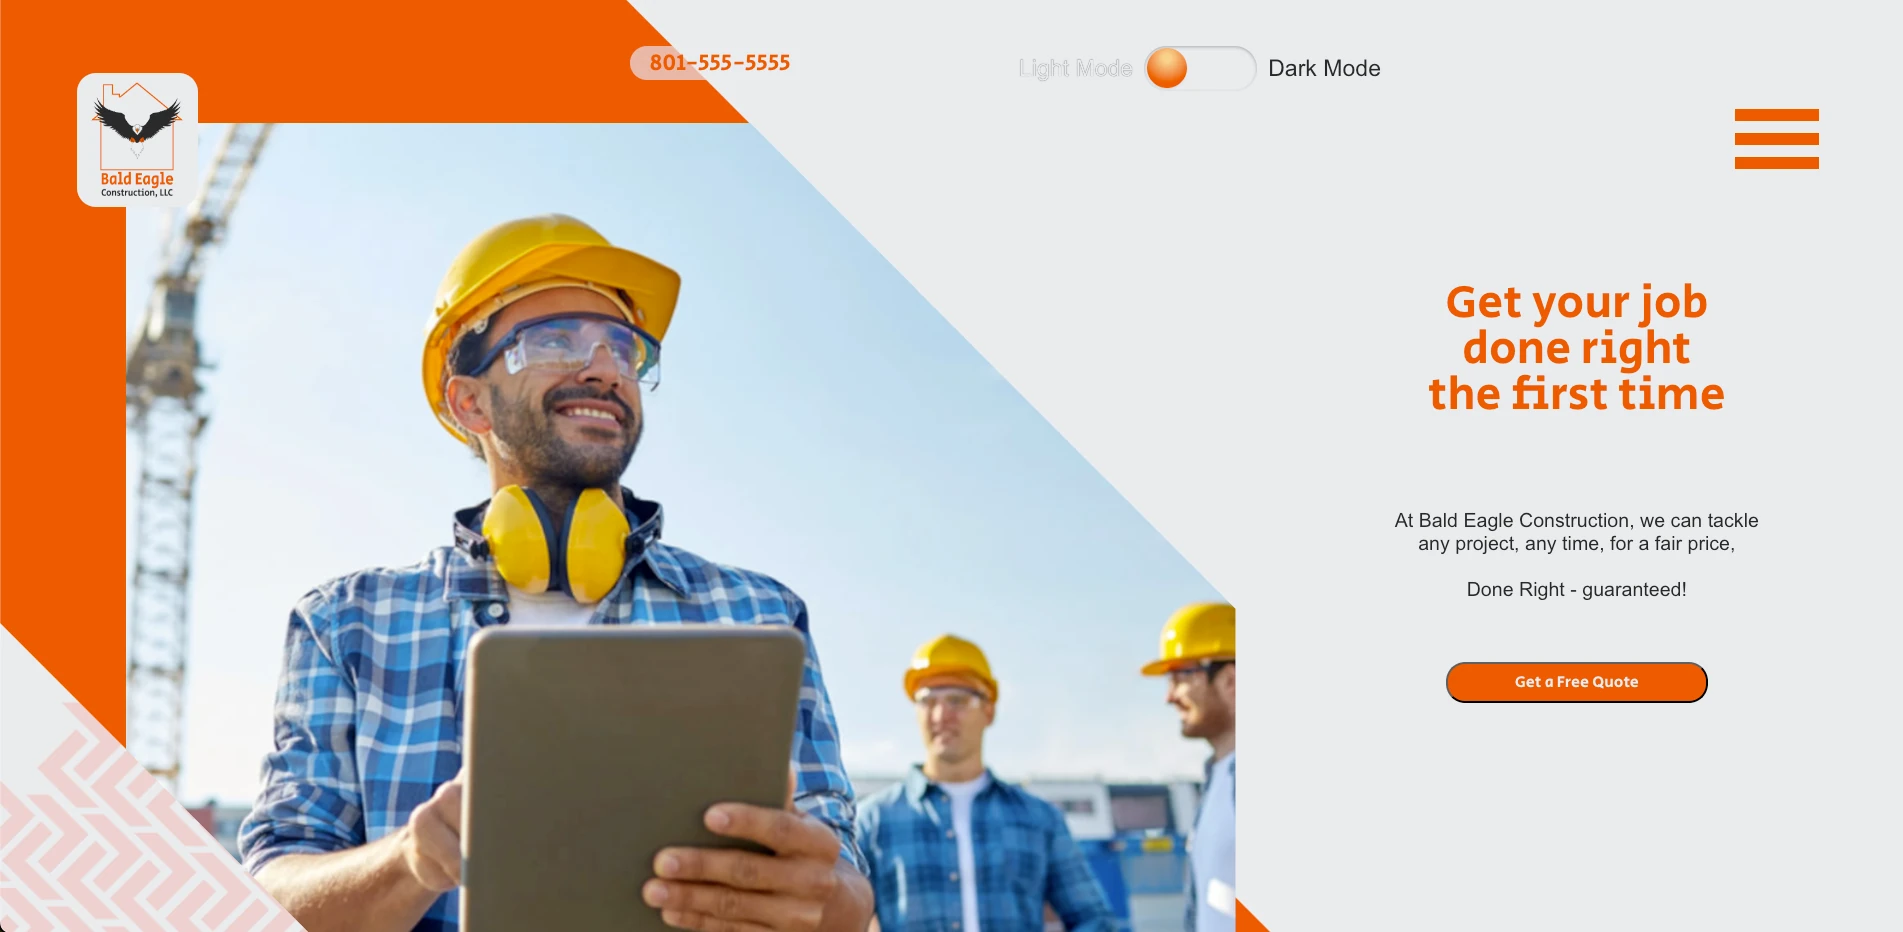 801-555-5555
Light Mode
Dark Mode
Bald Eagle
Construction, LLC
Get your job
done right
the first time
At Bald Eagle Construction, we can tackle
any project, any time, for a fair price,
Done Right - guaranteed!
Get a Free Quote